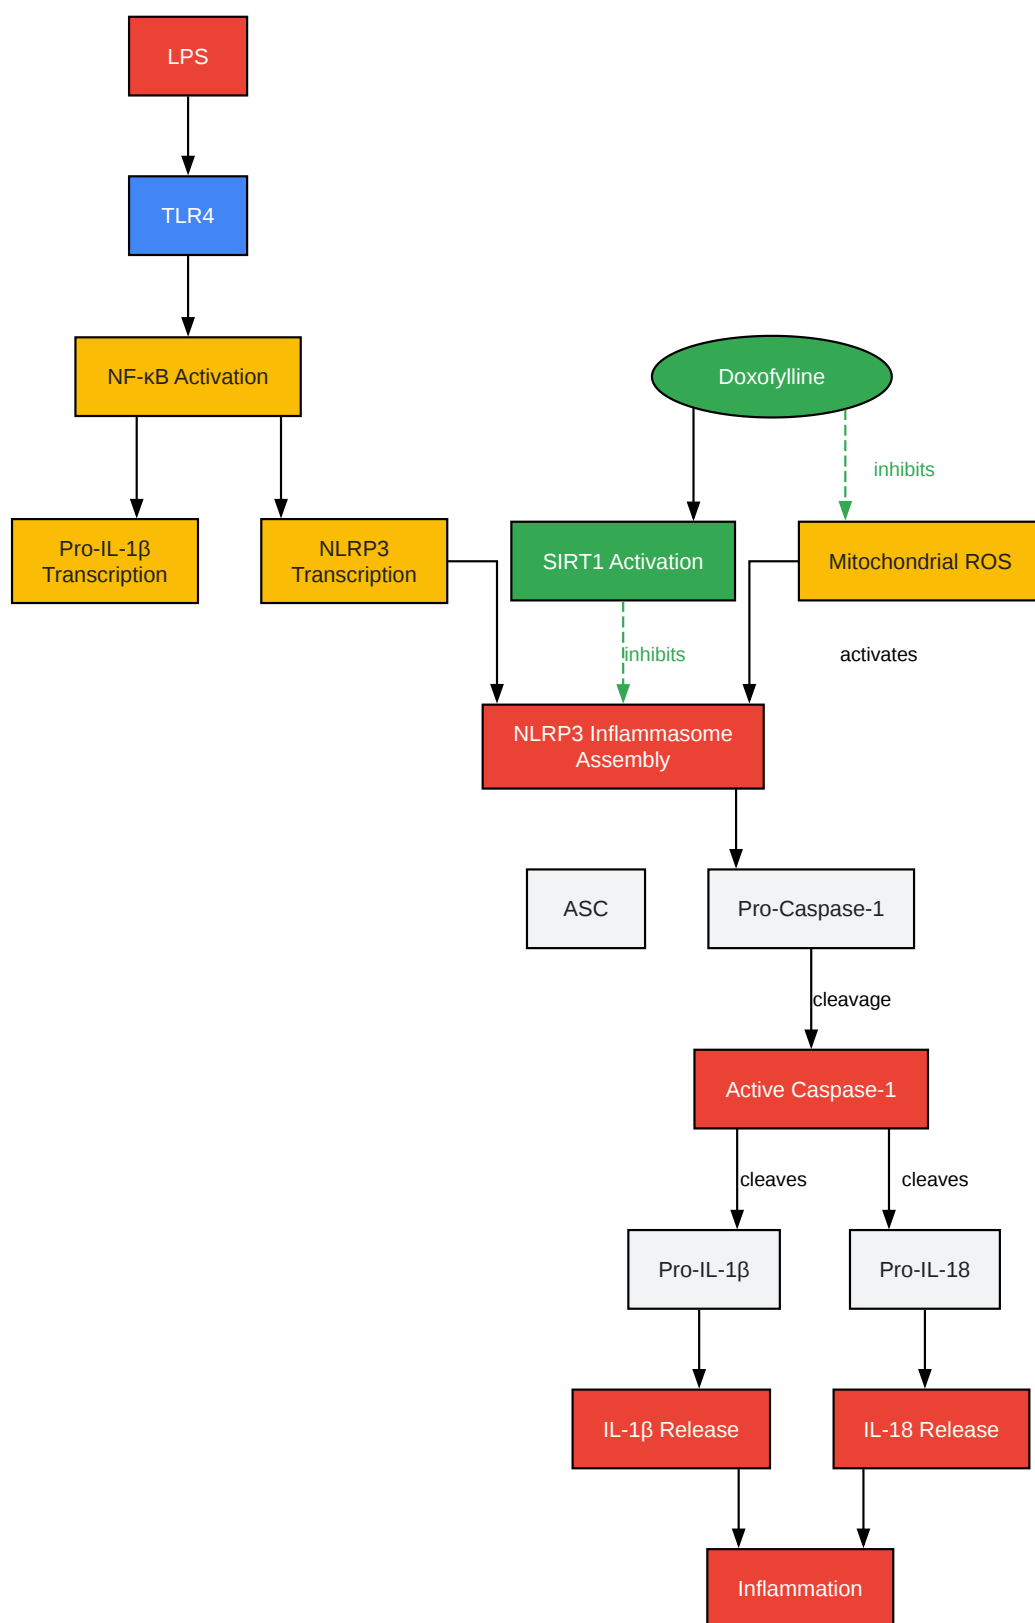 LPS
TLR4
NF-κB Activation
Doxofylline
inhibits
Pro-IL-1β
Transcription
NLRP3
Transcription
SIRT1 Activation
Mitochondrial ROS
inhibits
activates
NLRP3 Inflammasome
Assembly
ASC
Pro-Caspase-1
cleavage
Active Caspase-1
cleaves
cleaves
Pro-IL-1β
Pro-IL-18
IL-1β Release
IL-18 Release
Inflammation